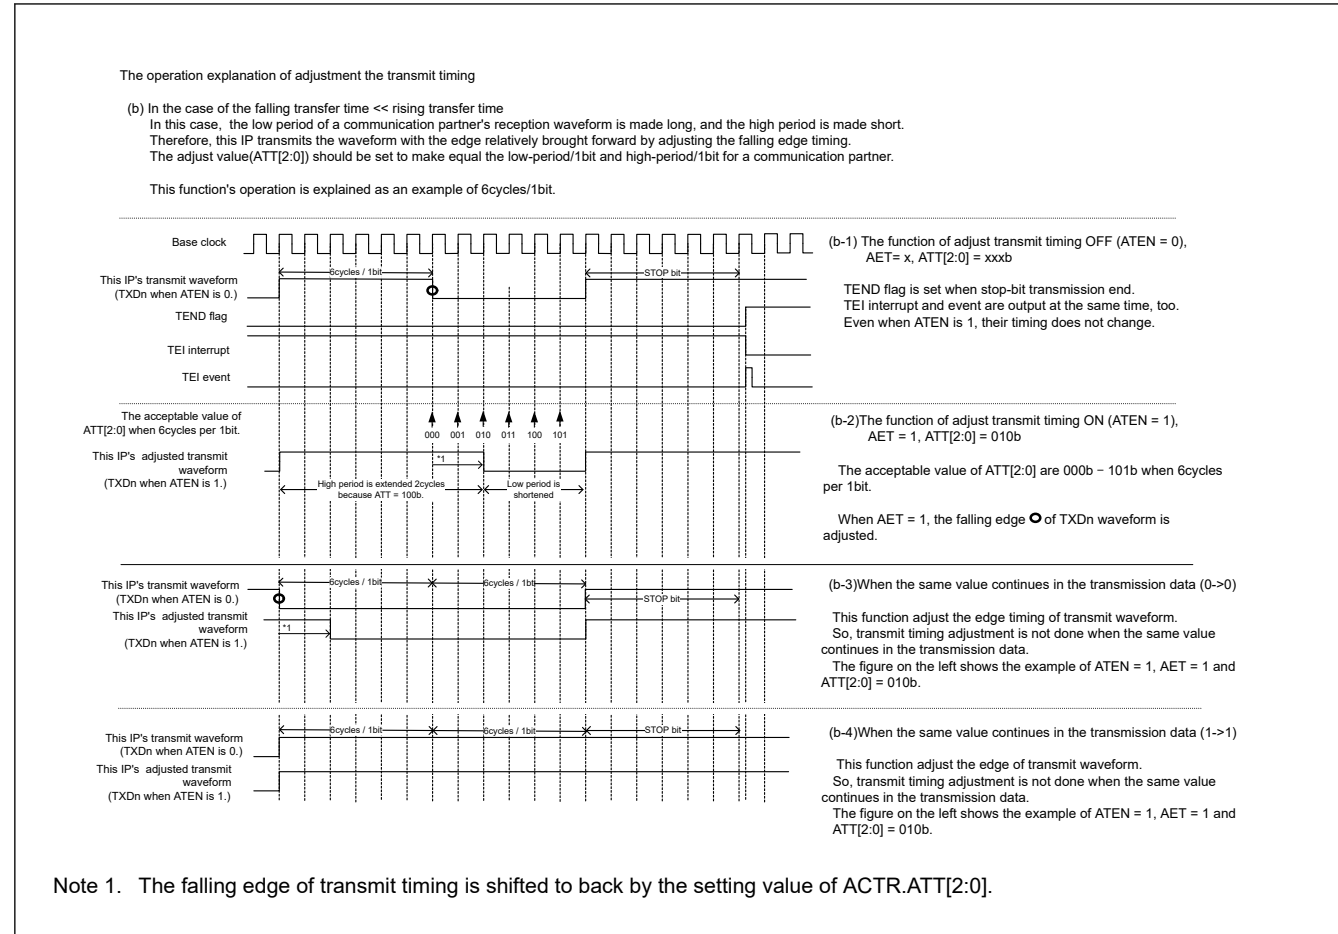 The operation explanation of adjustment the transmit timing
(b) In the case of the falling transfer time << rising transfer time
In this case, the low period of a communication partner's reception waveform is made long, and the high period is made short.
Therefore, this IP transmits the waveform with the edge relatively brought forward by adjusting the falling edge timing.
The adjust value(ATT[2:0]) should be set to make equal the low-period/1bit and high-period/1bit for a communication partner.
This function's operation is explained as an example of 6cycles/1bit.
Base clock
This IP's transmit waveform
(TXDn when ATEN is 0.)
6cycles / 1bit
STOP bit
TEND flag
TEI interrupt
TEI event
(b-1) The function of adjust transmit timing OFF (ATEN = 0),
AET= x, ATT[2:0] = xxxb
TEND flag is set when stop-bit transmission end.
TEI interrupt and event are output at the same time, too.
Even when ATEN is 1, their timing does not change.
The acceptable value of
ATT[2:0] when 6cycles per 1bit.
000 001 010 011 100 101
This IP's adjusted transmit
waveform
(TXDn when ATEN is 1.)
*1
High period is extended 2cycles
because ATT = 100b.
Low period is
shortened
(b-2)The function of adjust transmit timing ON (ATEN = 1),
AET = 1, ATT[2:0] = 010b
The acceptable value of ATT[2:0] are 000b − 101b when 6cycles
per 1bit.
When AET = 1, the falling edge O of TXDn waveform is
adjusted.
This IP's transmit waveform
(TXDn when ATEN is 0.)
6cycles / 1bit
6cycles / 1bit
STOP bit
This IP's adjusted transmit
waveform
(TXDn when ATEN is 1.)
*1
(b-3)When the same value continues in the transmission data (0->0)
This function adjust the edge timing of transmit waveform.
So, transmit timing adjustment is not done when the same value
continues in the transmission data.
The figure on the left shows the example of ATEN = 1, AET = 1 and
ATT[2:0] = 010b.
This IP's transmit waveform
(TXDn when ATEN is 0.)
6cycles / 1bit
6cycles / 1bit
STOP bit
This IP's adjusted transmit
waveform
(TXDn when ATEN is 1.)
(b-4)When the same value continues in the transmission data (1->1)
This function adjust the edge of transmit waveform.
So, transmit timing adjustment is not done when the same value
continues in the transmission data.
The figure on the left shows the example of ATEN = 1, AET = 1 and
ATT[2:0] = 010b.
Note 1. The falling edge of transmit timing is shifted to back by the setting value of ACTR.ATT[2:0].